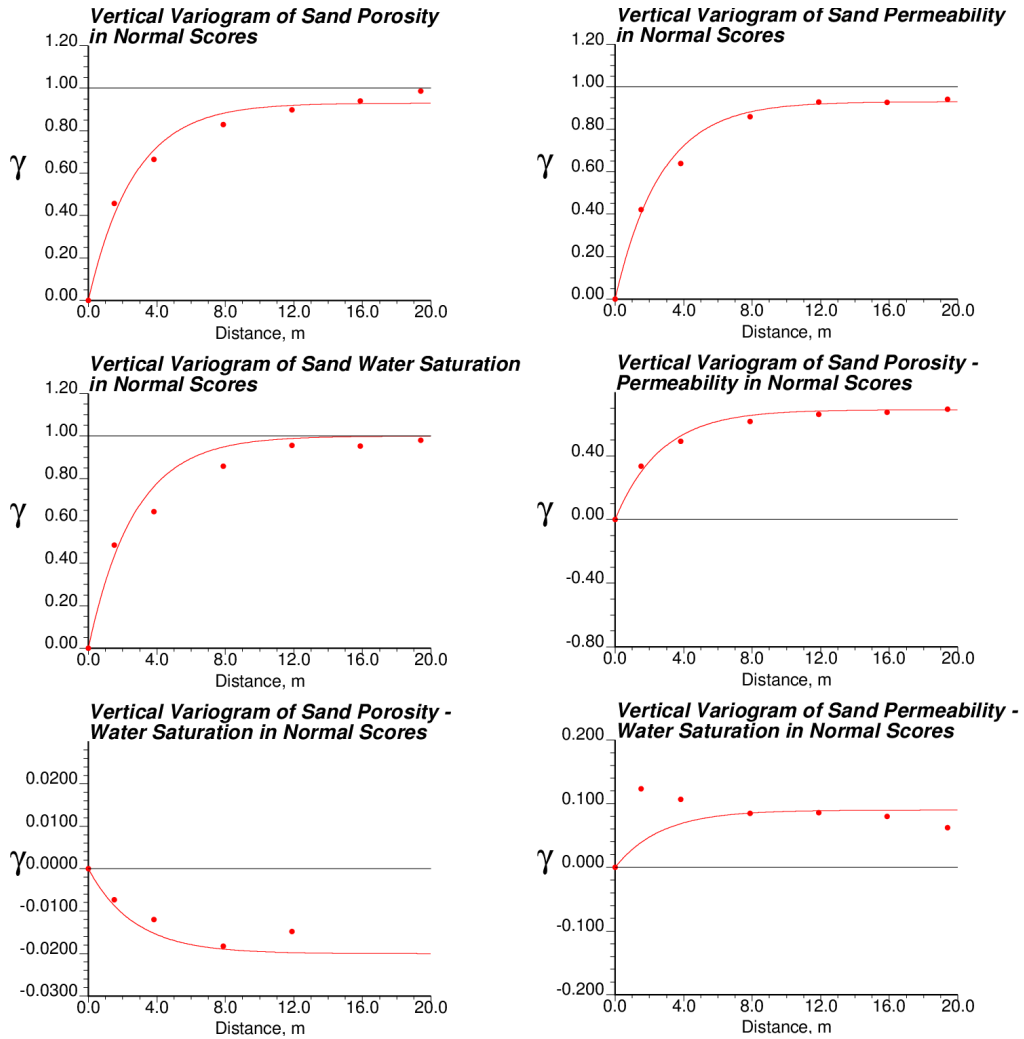 Vertical Variogram of Sand Porosity
in Normal Scores
1.20
1.00
0.80
0.60
0.40
0.20
0.00
γ
0.0 4.0 8.0 12.0 16.0 20.0
Distance, m
Vertical Variogram of Sand Permeability
in Normal Scores
1.20
1.00
0.80
0.60
0.40
0.20
0.00
γ
0.0 4.0 8.0 12.0 16.0 20.0
Distance, m
Vertical Variogram of Sand Water Saturation
in Normal Scores
1.20
1.00
0.80
0.60
0.40
0.20
0.00
γ
0.0 4.0 8.0 12.0 16.0 20.0
Distance, m
Vertical Variogram of Sand Porosity -
Permeability in Normal Scores
0.40
0.00
-0.40
-0.80
γ
0.0 4.0 8.0 12.0 16.0 20.0
Distance, m
Vertical Variogram of Sand Porosity -
Water Saturation in Normal Scores
0.0200
0.0100
0.0000
-0.0100
-0.0200
-0.0300
γ
0.0 4.0 8.0 12.0 16.0 20.0
Distance, m
Vertical Variogram of Sand Permeability -
Water Saturation in Normal Scores
0.200
0.100
0.000
-0.100
-0.200
γ
0.0 4.0 8.0 12.0 16.0 20.0
Distance, m